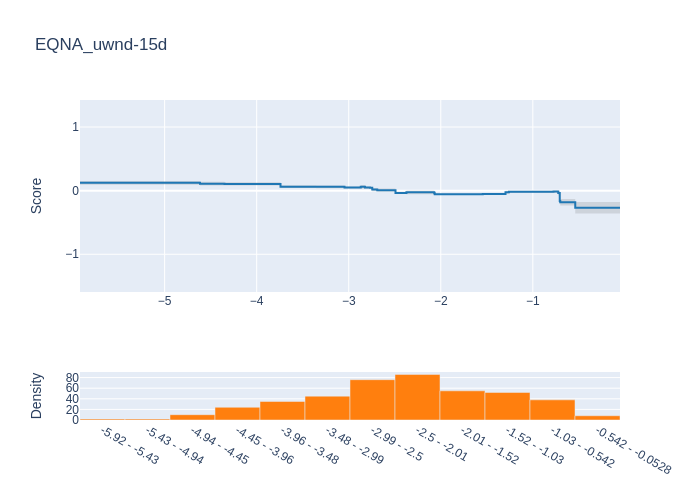 EQNA_uwnd-15d
Score
1
0
−1
−5
−4
−3
−2
−1
Density
80
60
40
20
0
-5.92 - -5.43
-5.43 - -4.94
-4.94 - -4.45
-4.45 - -3.96
-3.96 - -3.48
-3.48 - -2.99
-2.99 - -2.5
-2.5 - -2.01
-2.01 - -1.52
-1.52 - -1.03
-1.03 - -0.542
-0.542 - -0.0528